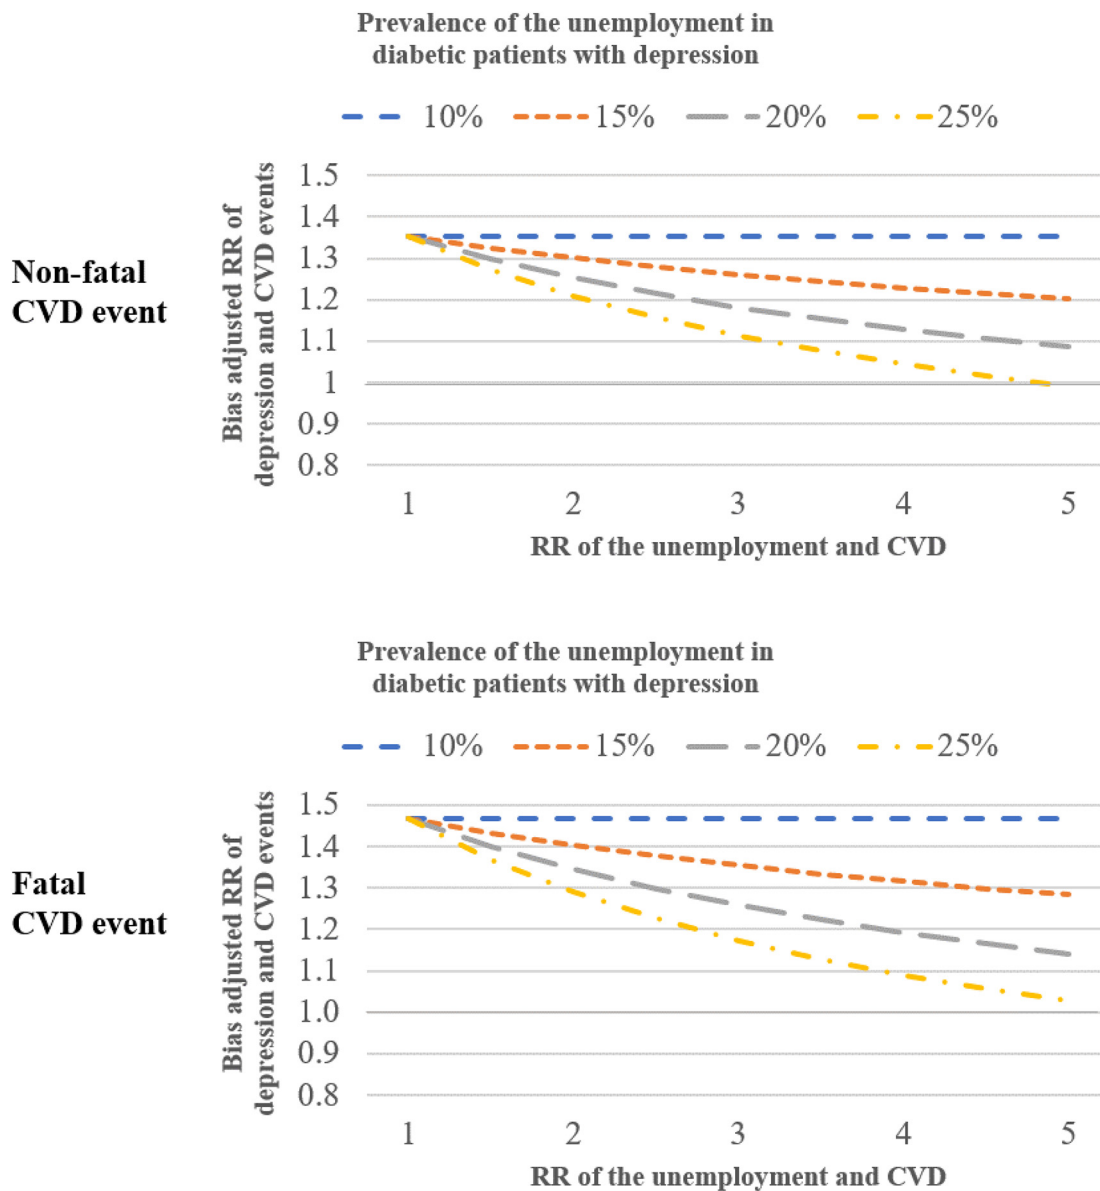 Prevalence of the unemployment in
diabetic patients with depression
10% 15% 20% 25%
Non-fatal
CVD event
Bias adjusted RR of
depression and CVD events
1.5
1.4
1.3
1.2
1.1
1
0.9
0.8
1 2 3 4 5
RR of the unemployment and CVD
Prevalence of the unemployment in
diabetic patients with depression
10% 15% 20% 25%
Fatal
CVD event
Bias adjusted RR of
depression and CVD events
1.5
1.4
1.3
1.2
1.1
1.0
0.9
0.8
1 2 3 4 5
RR of the unemployment and CVD